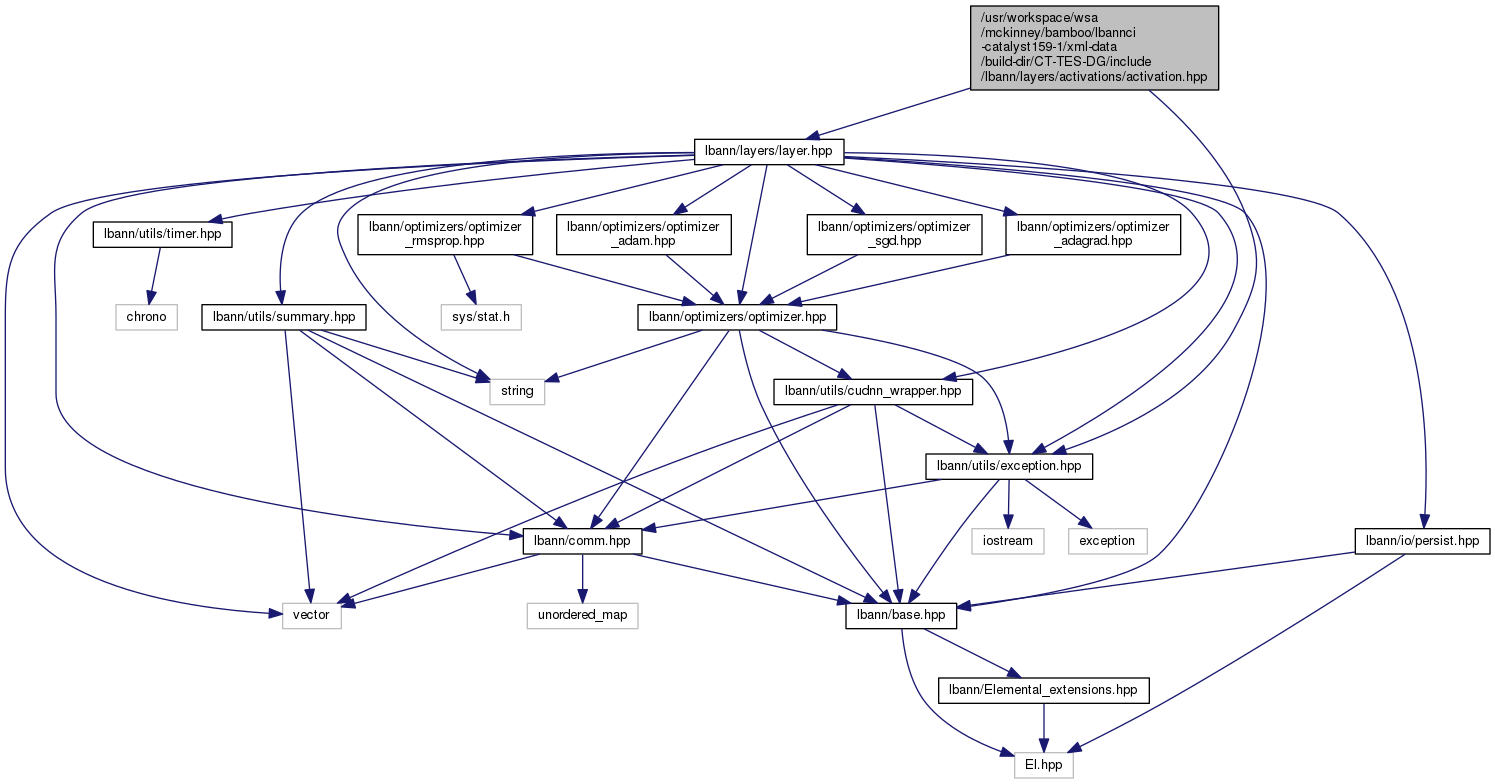 /usr/workspace/wsa
/mckinney/bamboo/lbannci
-catalyst159-1/xml-data
/build-dir/CT-TES-DG/include
/lbann/layers/activations/activation.hpp
lbann/layers/layer.hpp
lbann/utils/timer.hpp
lbann/optimizers/optimizer
_rmsprop.hpp
lbann/optimizers/optimizer
_adam.hpp
lbann/optimizers/optimizer
_sgd.hpp
lbann/optimizers/optimizer
_adagrad.hpp
chrono
lbann/utils/summary.hpp
sys/stat.h
lbann/optimizers/optimizer.hpp
string
lbann/utils/cudnn_wrapper.hpp
lbann/utils/exception.hpp
lbann/comm.hpp
iostream
exception
lbann/io/persist.hpp
vector
unordered_map
lbann/base.hpp
lbann/Elemental_extensions.hpp
El.hpp